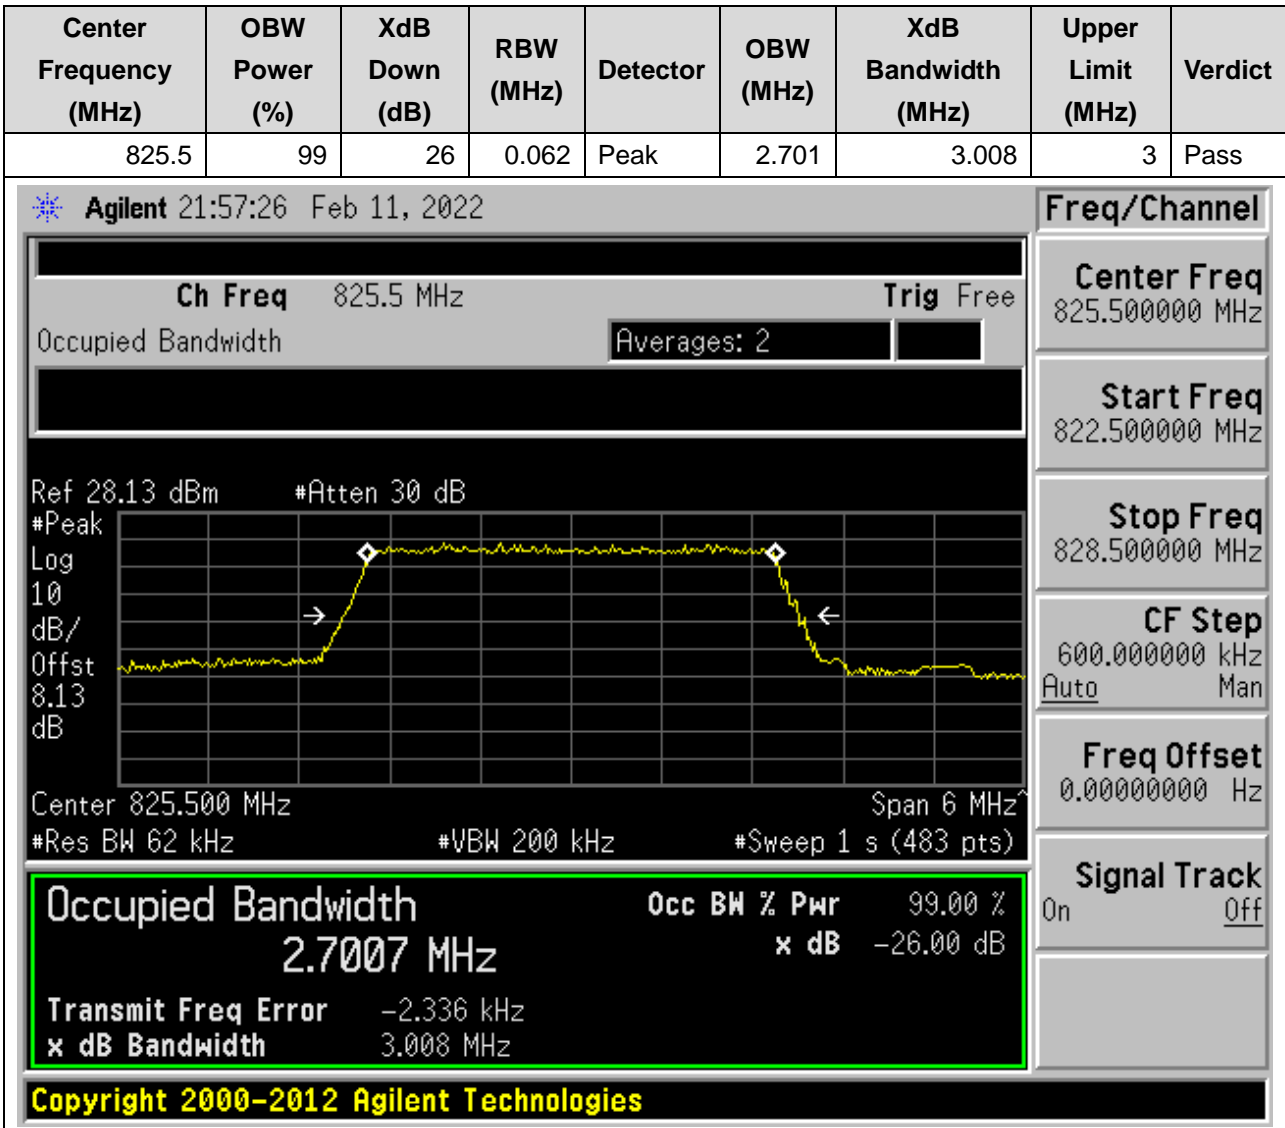 Center Frequency (MHz) OBW Power (%) XdB Down (dB) RBW (MHz) Detector OBW (MHz) XdB Bandwidth (MHz) Upper Limit (MHz) Verdict
825.5 99 26 0.062 Peak 2.701 3.008 3 Pass
Agilent 21:57:26 Feb 11, 2022
Freq/Channel
Ch Freq 825.5 MHz Trig Free
Occupied Bandwidth Averages: 2
Ref 28.13 dBm #Atten 30 dB
#Peak
Log
10
dB/
Offst
8.13
dB
Center 825.500 MHz Span 6 MHz^
#Res BW 62 kHz #VBW 200 kHz #Sweep 1 s (483 pts)
Occupied Bandwidth Occ BW % Pwr 99.00 %
2.7007 MHz x dB -26.00 dB
Transmit Freq Error -2.336 kHz
x dB Bandwidth 3.008 MHz
Center Freq
825.500000 MHz
Start Freq
822.500000 MHz
Stop Freq
828.500000 MHz
CF Step
600.000000 kHz
Auto Man
Freq Offset
0.00000000 Hz
Signal Track
On Off
Copyright 2000-2012 Agilent Technologies